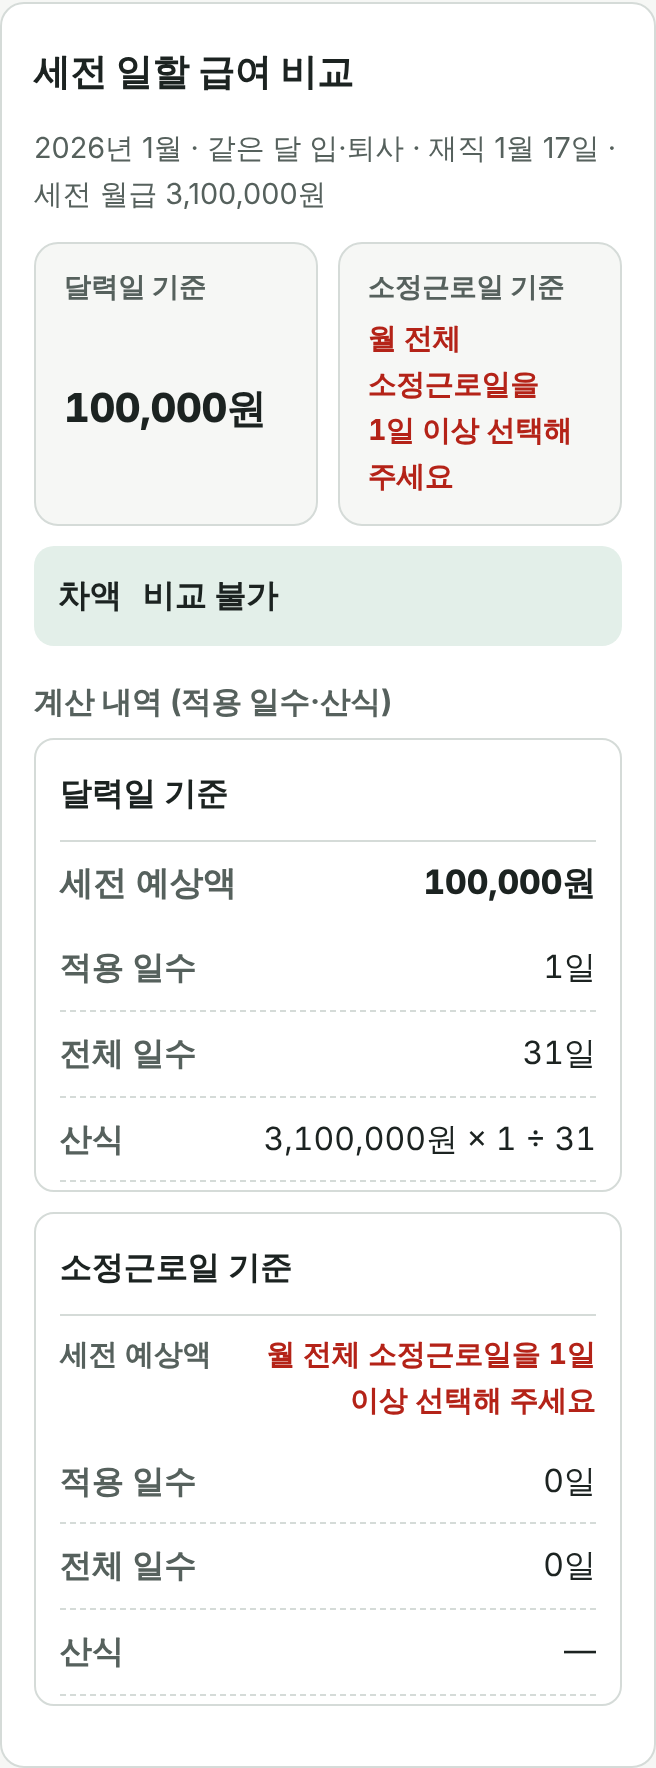 세전 일할 급여 비교
2026년 1월 · 같은 달 입·퇴사 · 재직 1월 17일 ·
세전 월급 3,100,000원
달력일 기준
100,000원
소정근로일 기준
월 전체
소정근로일을
1일 이상 선택해
주세요
차액 비교 불가
계산 내역 (적용 일수·산식)
달력일 기준
세전 예상액 100,000원
적용 일수 1일
전체 일수 31일
산식 3,100,000원 × 1 ÷ 31
소정근로일 기준
세전 예상액 월 전체 소정근로일을 1일
이상 선택해 주세요
적용 일수 0일
전체 일수 0일
산식 —